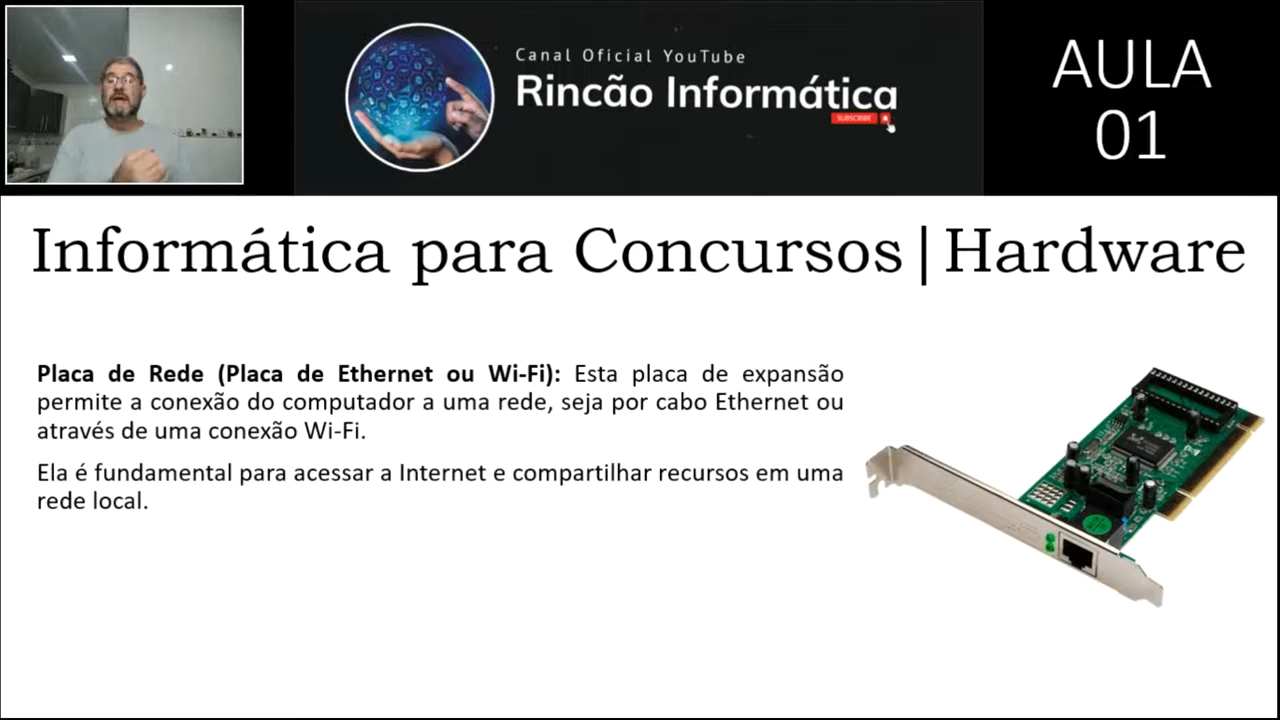 Canal Oficial YouTube
Rincão Informática
SUBSCRIBE
AULA
01
Informática para Concursos|Hardware
Placa de Rede (Placa de Ethernet ou Wi-Fi): Esta placa de expansão
permite a conexão do computador a uma rede, seja por cabo Ethernet ou
através de uma conexão Wi-Fi.
Ela é fundamental para acessar a Internet e compartilhar recursos em uma
rede local.